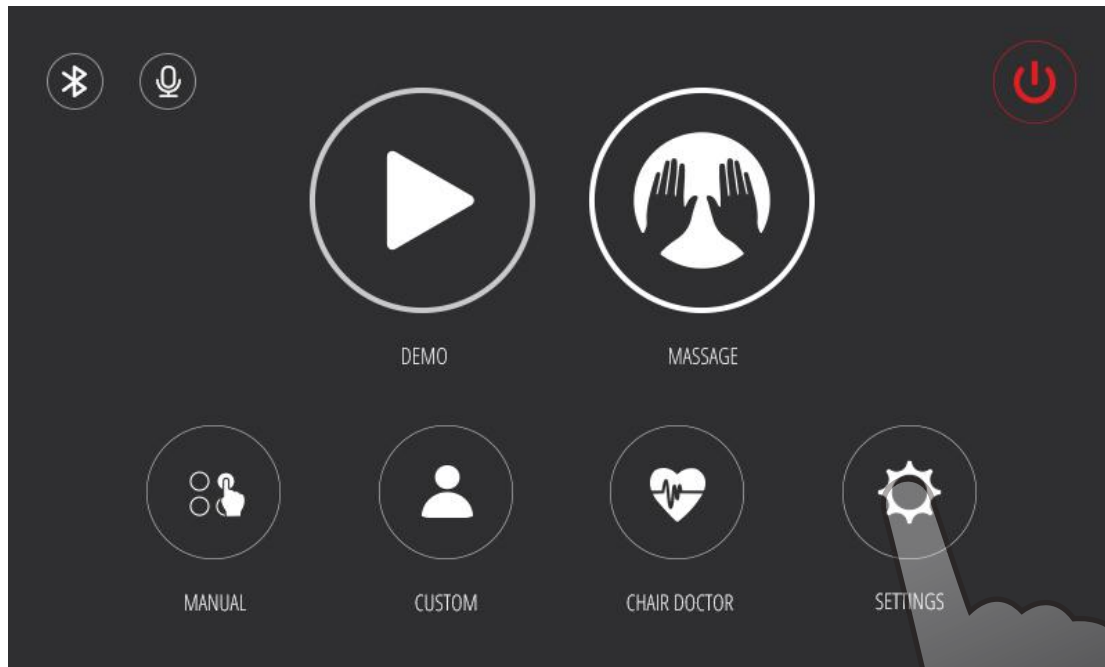 DEMO
MASSAGE
MANUAL
CUSTOM
CHAIR DOCTOR
SETTINGS